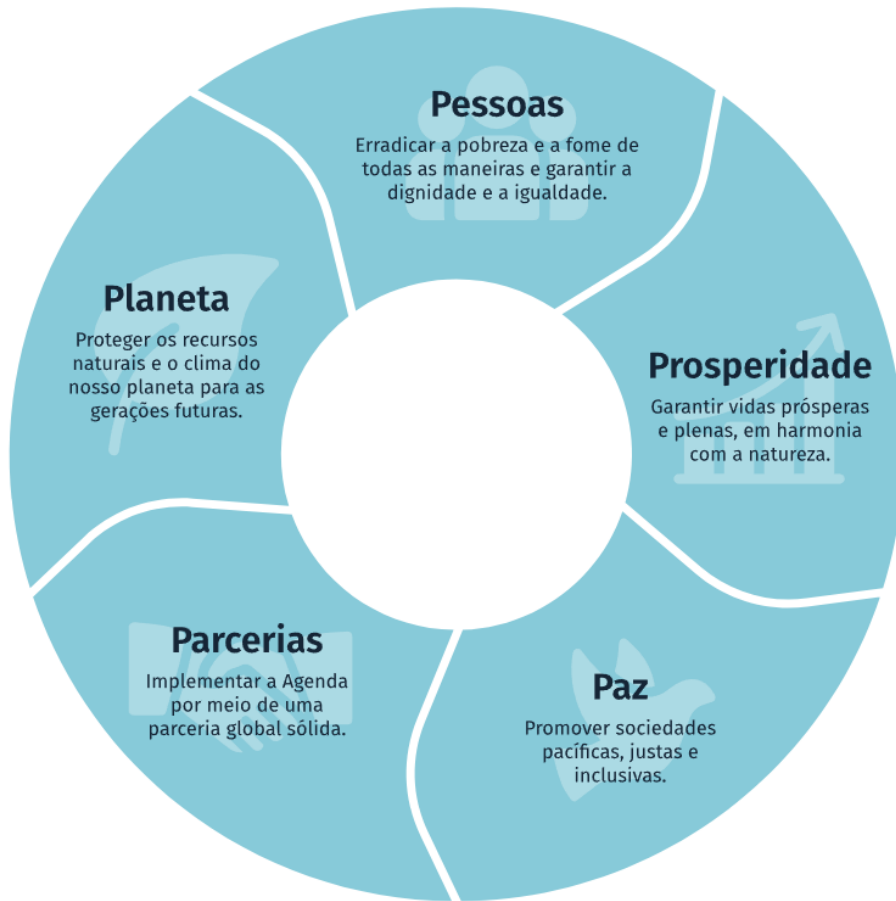 Pessoas
Erradicar a pobreza e a fome de
todas as maneiras e garantir a
dignidade e a igualdade.
Prosperidade
Garantir vidas prósperas
e plenas, em harmonia
com a natureza.
Paz
Promover sociedades
pacíficas, justas e
inclusivas.
Parcerias
Implementar a Agenda
por meio de uma
parceria global sólida.
Planeta
Proteger os recursos
naturais e o clima do
nosso planeta para as
gerações futuras.